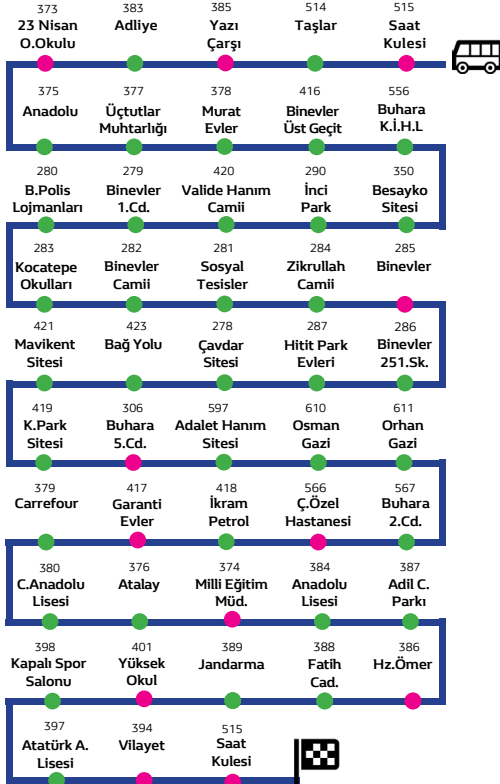 373 383 385 514 515
23 Nisan Adliye Yazı Taşlar Saat
O.Okulu Çarşı Kulesi
375 377 378 416 556
Anadolu Üçtutlar Murat Binevler Buhara
Muhtarlığı Evler Üst Geçit K.İ.H.L
280 279 420 290 350
B.Polis Binevler Valide Hanım İnci Besayko
Lojmanları 1.Cd. Camii Park Sitesi
283 282 281 284 285
Kocatepe Binevler Sosyal Zikrullah Binevler
Okulları Camii Tesisler Camii
421 423 278 287 286
Mavikent Bağ Yolu Çavdar Hitit Park Binevler
Sitesi Sitesi Evleri 251.Sk.
419 306 597 610 611
K.Park Buhara Adalet Hanım Osman Orhan
Sitesi 5.Cd. Sitesi Gazi Gazi
379 417 418 566 567
Carrefour Garanti İkram Ç.Özel Buhara
Evler Petrol Hastanesi 2.Cd.
380 376 374 384 387
C.Anadolu Atalay Milli Eğitim Anadolu Adil C.
Lisesi Müd. Lisesi Parkı
398 401 389 388 386
Kapalı Spor Yüksek Jandarma Fatih Hz.Ömer
Salonu Okul Cad.
397 394 515
Atatürk A. Vilayet Saat
Lisesi Kulesi